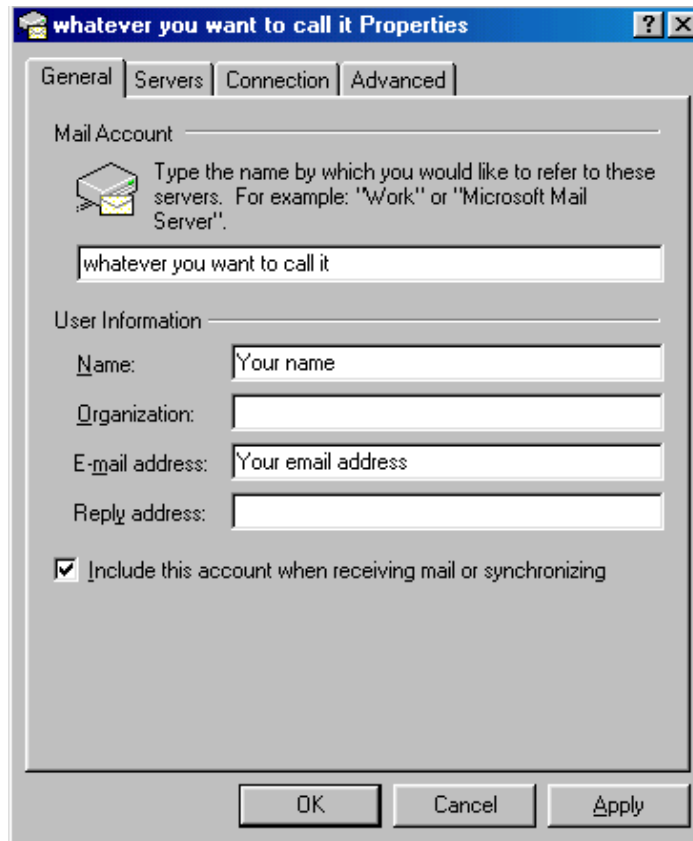 whatever you want to call it Properties
General Servers Connection Advanced
Mail Account
Type the name by which you would like to refer to these
servers. For example: "Work" or "Microsoft Mail
Server".
whatever you want to call it
User Information
Name: Your name
Organization:
E-mail address: Your email address
Reply address:
Include this account when receiving mail or synchronizing
OK Cancel Apply